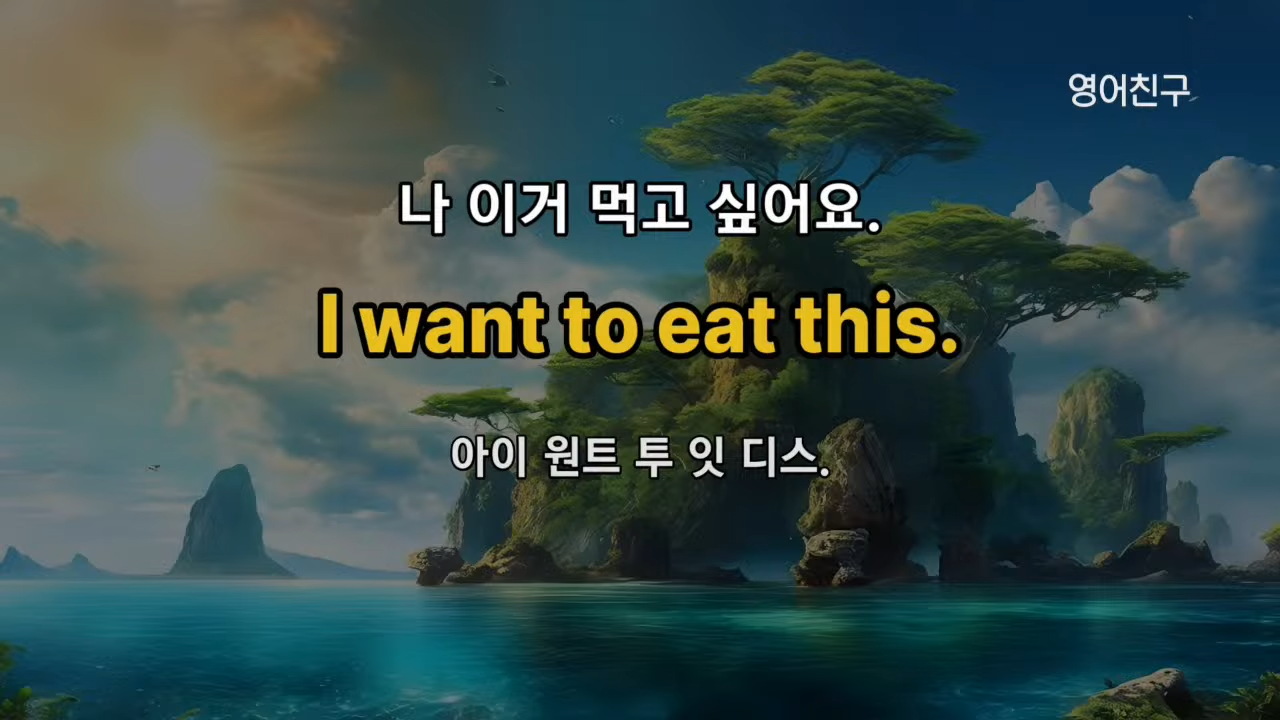 영어친구
나 이거 먹고 싶어요.
I want to eat this.
아이 원트 투 잇 디스.